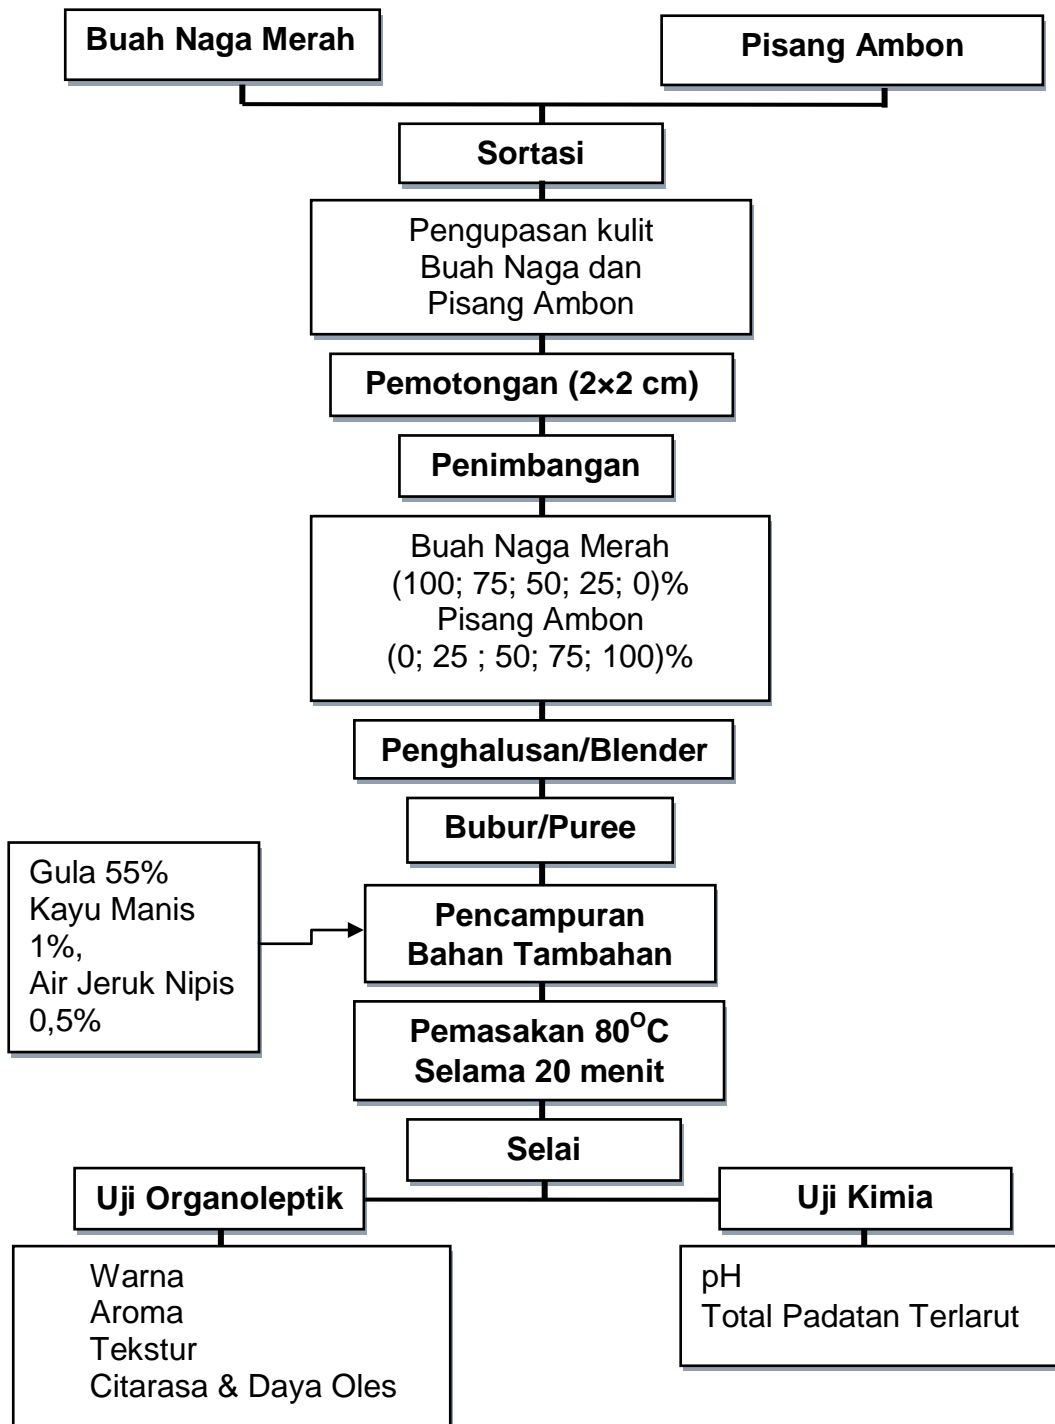 Buah Naga Merah
Pisang Ambon
Sortasi
Pengupasan kulit
Buah Naga dan
Pisang Ambon
Pemotongan (2×2 cm)
Penimbangan
Buah Naga Merah
(100; 75; 50; 25; 0)%
Pisang Ambon
(0; 25 ; 50; 75; 100)%
Penghalusan/Blender
Bubur/Puree
Gula 55%
Kayu Manis
1%,
Air Jeruk Nipis
0,5%
Pencampuran
Bahan Tambahan
Pemasakan 80°C
Selama 20 menit
Selai
Uji Organoleptik
Uji Kimia
Warna
Aroma
Tekstur
Citarasa & Daya Oles
pH
Total Padatan Terlarut